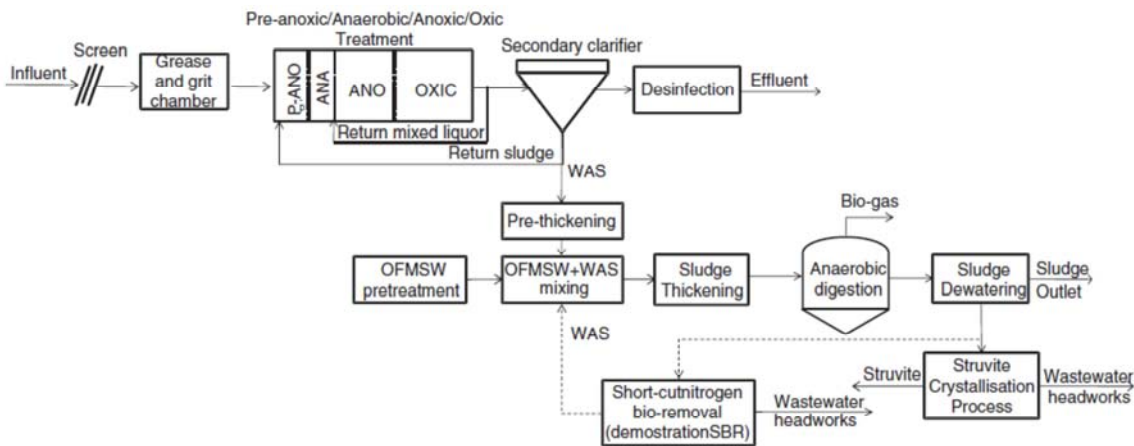 Pre-anoxic/Anaerobic/Anoxic/Oxic
Treatment
Screen
Influent
Grease
and grit
chamber
P-ANO
ANA
ANO
OXIC
Secondary clarifier
Desinfection
Effluent
Return mixed liquor
Return sludge
WAS
Pre-thickening
Bio-gas
OFMSW
pretreatment
OFMSW+WAS
mixing
Sludge
Thickening
Anaerobic
digestion
Sludge
Dewatering
Sludge
Outlet
WAS
Short-cutnitrogen
bio-removal
(demostrationSBR)
Wastewater
headworks
Struvite
Struvite
Crystallisation
Process
Wastewater
headworks